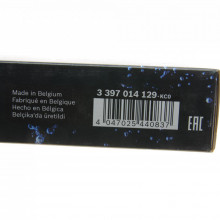 Made in Belgium
Fabriqué en Belgique
Hecho en Bélgica
Belçika'da üretildi
3 397 014 129-KC0
4 047025 440837
EAC